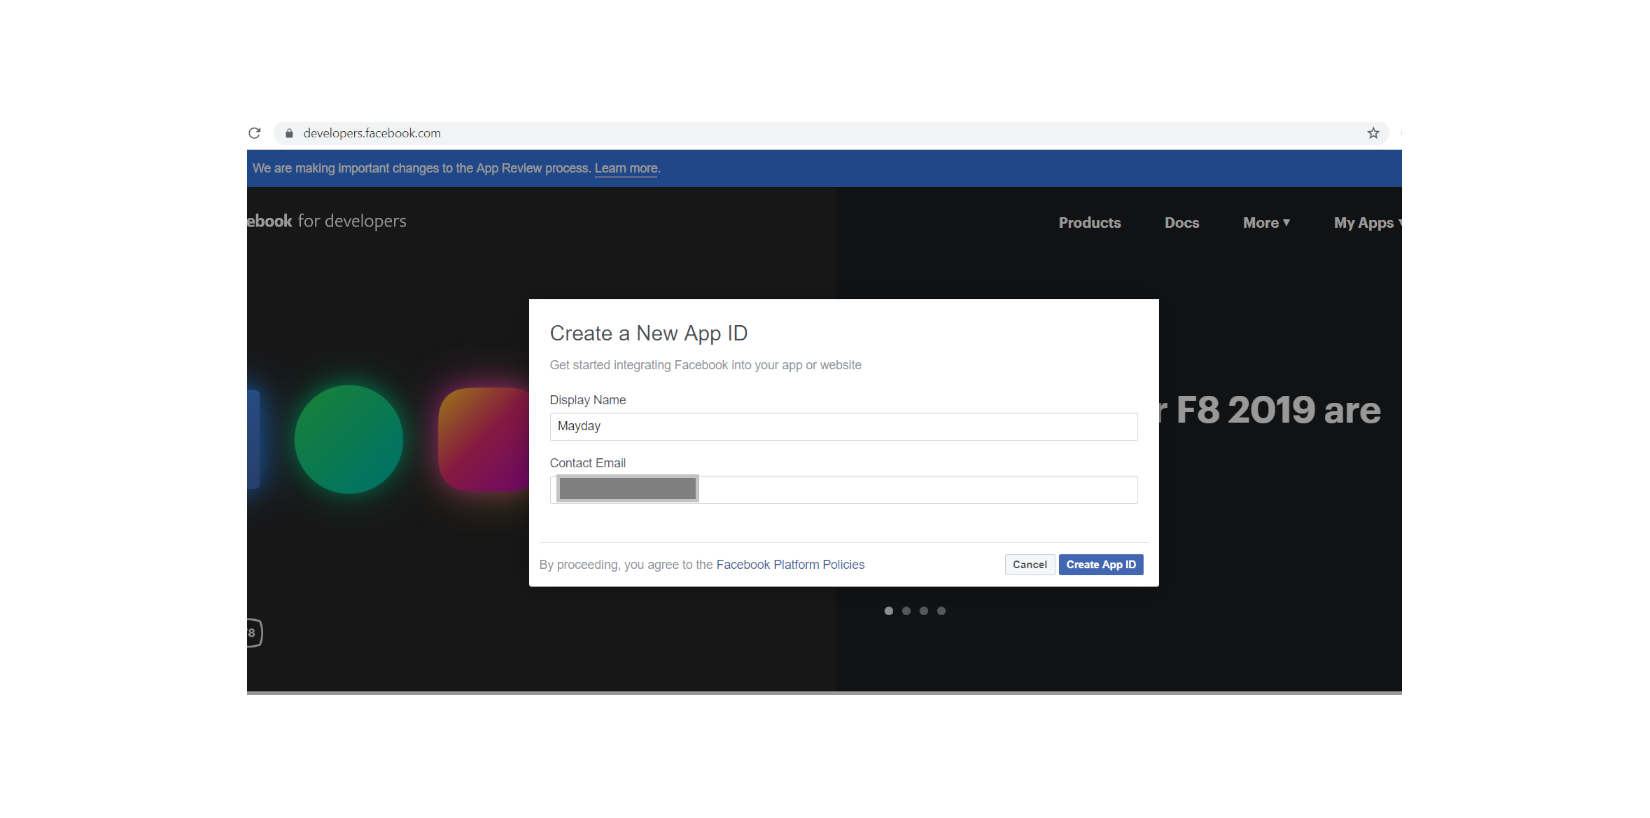 developers.facebook.com
We are making important changes to the App Review process. Learn more.
ebook for developers
Products Docs More ▾ My Apps
Create a New App ID
Get started integrating Facebook into your app or website
Display Name
Mayday
r F8 2019 are
Contact Email
By proceeding, you agree to the Facebook Platform Policies
Cancel Create App ID
8